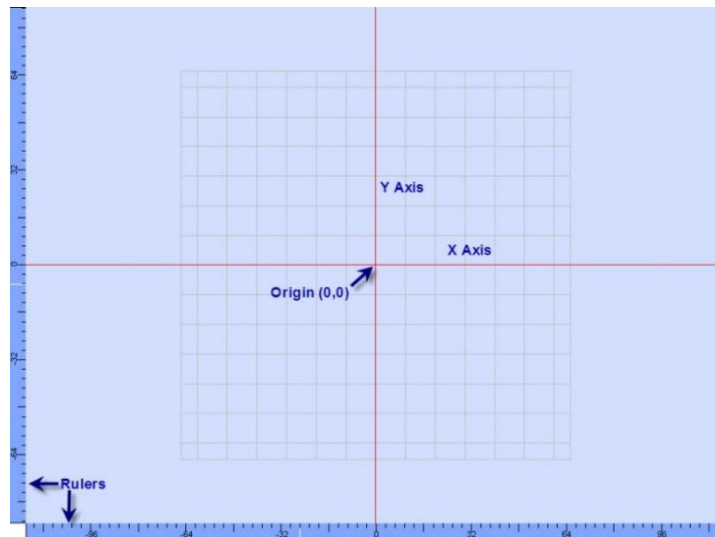 64
32
Y Axis
X Axis
0
Origin (0,0)
-32
-64
Rulers
-96 -64 -32 0 32 64 96